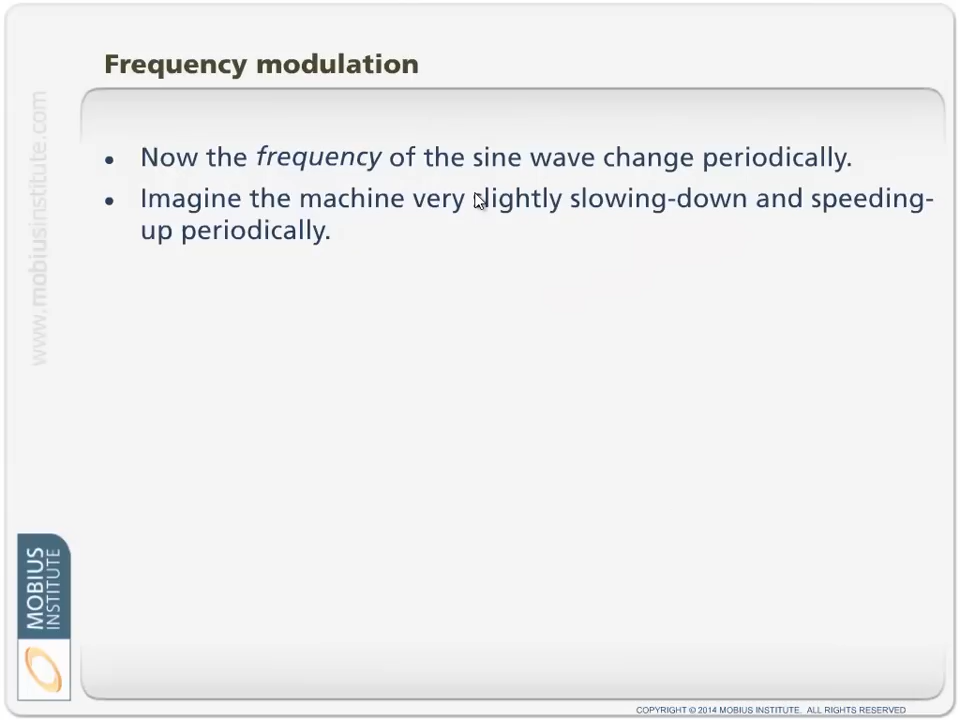 Frequency modulation
• Now the frequency of the sine wave change periodically.
• Imagine the machine very slightly slowing-down and speeding-
up periodically.
www.mobiusinstitute.com
MOBIUS
INSTITUTE
COPYRIGHT © 2014 MOBIUS INSTITUTE. ALL RIGHTS RESERVED